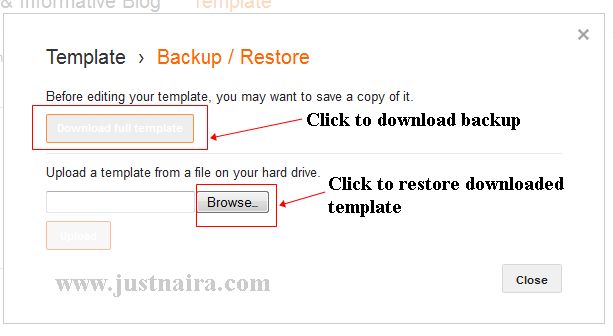 & Informative Blog Template
×
Template › Backup / Restore
Before editing your template, you may want to save a copy of it.
Download full template
Click to download backup
Upload a template from a file on your hard drive.
Browse..
Click to restore downloaded
template
Upload
www.justnaira.com
Close